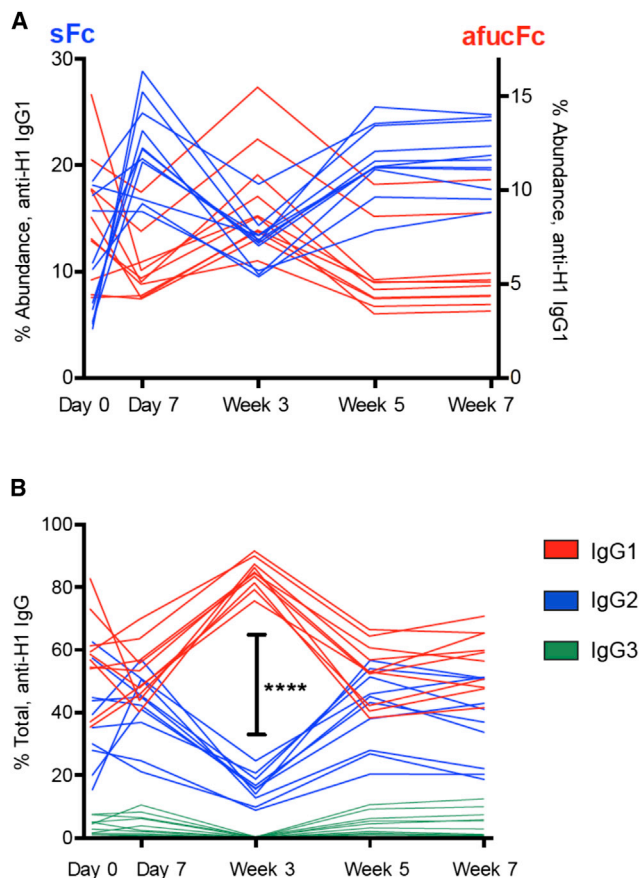 A
sFc
afucFc
% Abundance, anti-H1 IgG1
30
20
10
0
15
10
5
0
% Abundance, anti-H1 IgG1
Day 0 Day 7 Week 3 Week 5 Week 7
B
% Total, anti-H1 IgG
100
80
60
40
20
0
****
Day 0 Day 7 Week 3 Week 5 Week 7
IgG1
IgG2
IgG3